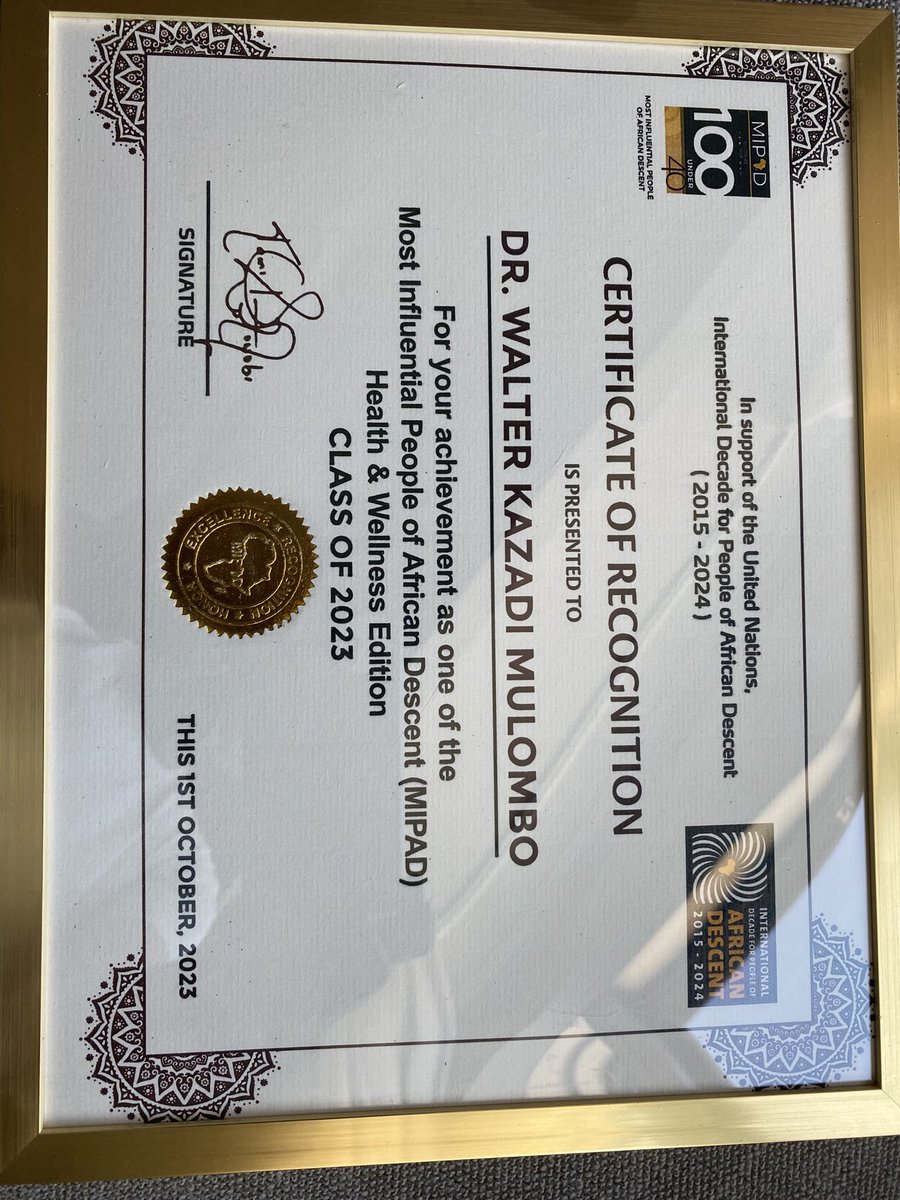 MIPAD
100
UNDER
40
MOST INFLUENTIAL PEOPLE
OF AFRICAN DESCENT
In support of the United Nations,
International Decade for People of African Descent
( 2015 - 2024 )
INTERNATIONAL
DECADE FOR PEOPLE OF
AFRICAN
DESCENT
2015 - 2024
CERTIFICATE OF RECOGNITION
IS PRESENTED TO
DR. WALTER KAZADI MULOMBO
For your achievement as one of the
Most Influential People of African Descent (MIPAD)
Health & Wellness Edition
CLASS OF 2023
SIGNATURE
EXCELLENCE ★ RECOGNITION
THIS 1ST OCTOBER, 2023